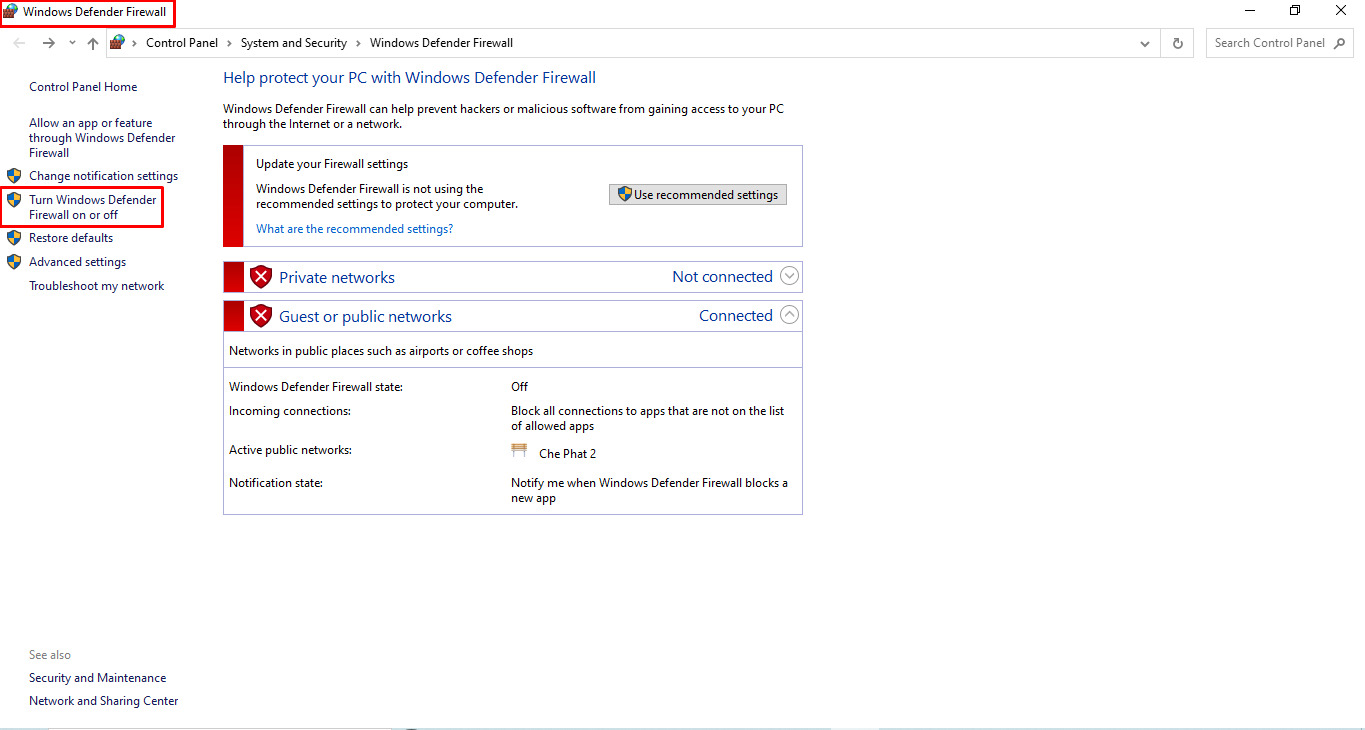 Windows Defender Firewall
Control Panel › System and Security › Windows Defender Firewall
Search Control Panel
Control Panel Home
Allow an app or feature
through Windows Defender
Firewall
Change notification settings
Turn Windows Defender
Firewall on or off
Restore defaults
Advanced settings
Troubleshoot my network
Help protect your PC with Windows Defender Firewall
Windows Defender Firewall can help prevent hackers or malicious software from gaining access to your PC
through the Internet or a network.
Update your Firewall settings
Windows Defender Firewall is not using the
recommended settings to protect your computer.
Use recommended settings
What are the recommended settings?
Private networks
Not connected
Guest or public networks
Connected
Networks in public places such as airports or coffee shops
Windows Defender Firewall state:
Off
Incoming connections:
Block all connections to apps that are not on the list
of allowed apps
Active public networks:
Che Phat 2
Notification state:
Notify me when Windows Defender Firewall blocks a
new app
See also
Security and Maintenance
Network and Sharing Center